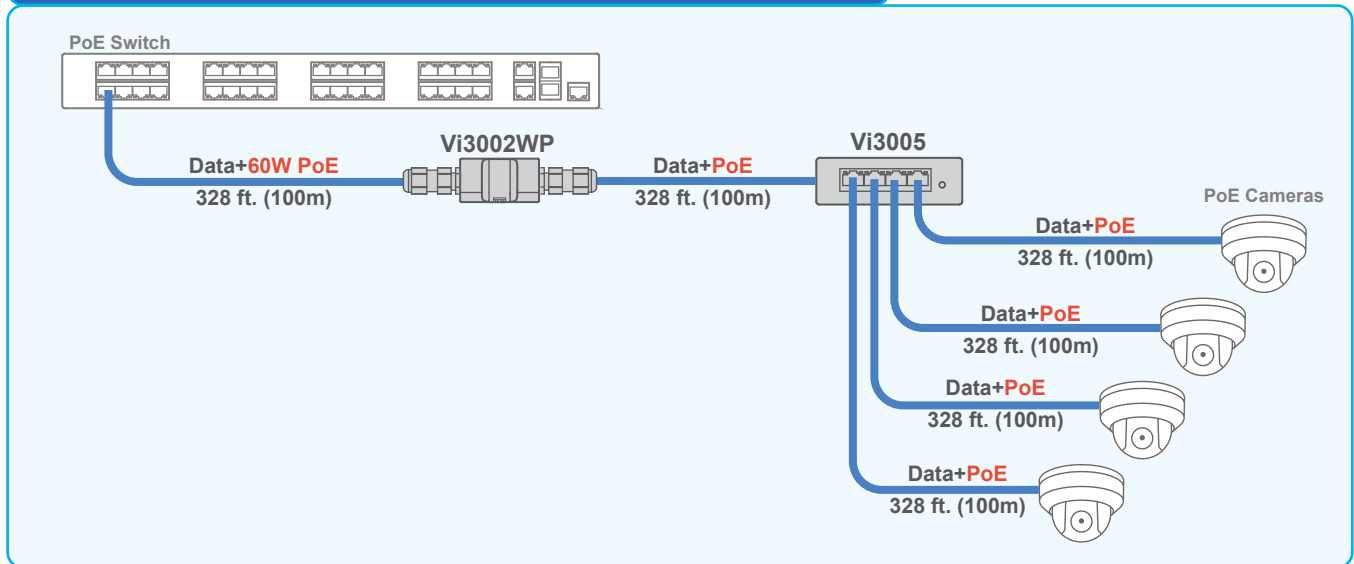 PoE Switch
Vi3002WP
Vi3005
Data+60W PoE
328 ft. (100m)
Data+PoE
328 ft. (100m)
PoE Cameras
Data+PoE
328 ft. (100m)
Data+PoE
328 ft. (100m)
Data+PoE
328 ft. (100m)
Data+PoE
328 ft. (100m)